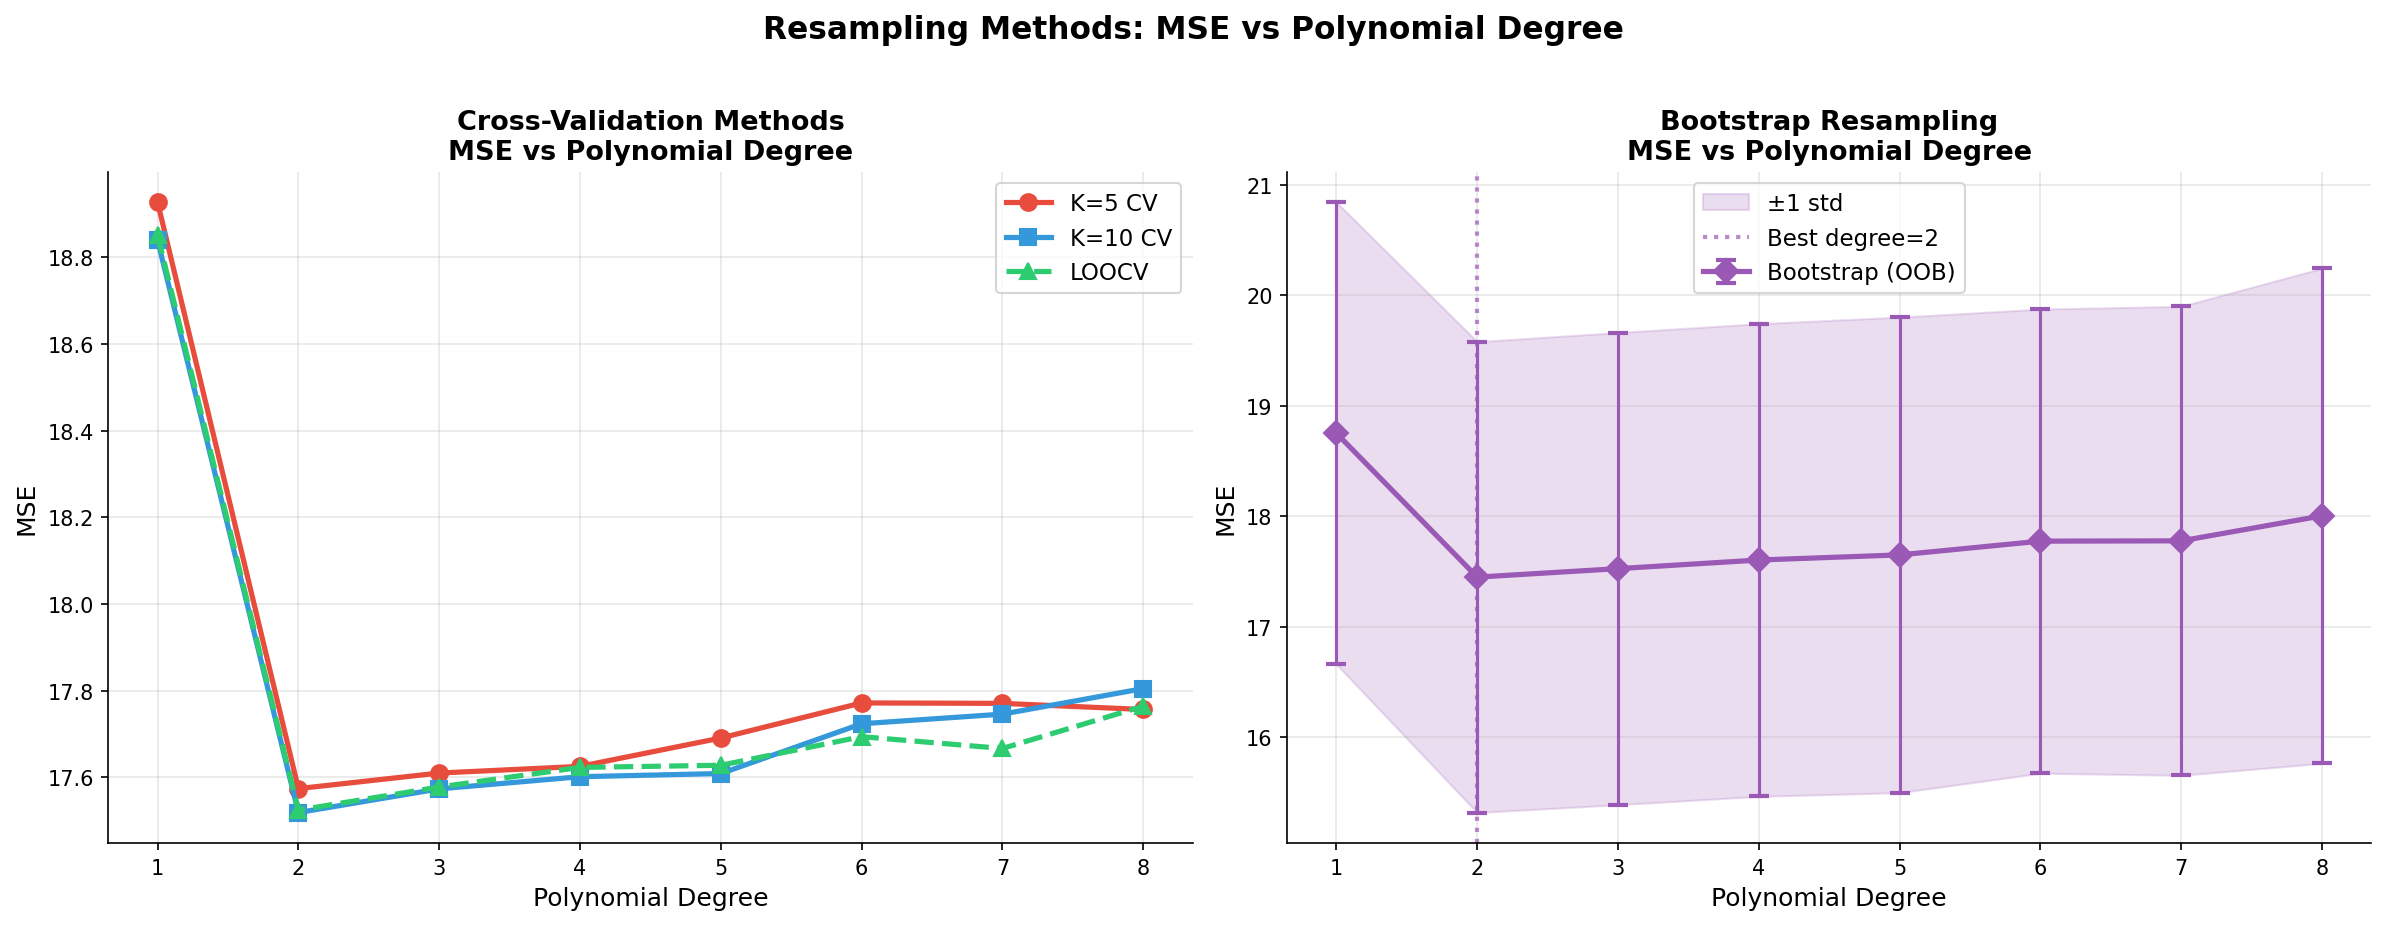 Resampling Methods: MSE vs Polynomial Degree
Cross-Validation Methods
MSE vs Polynomial Degree
K=5 CV
K=10 CV
LOOCV
MSE
18.8
18.6
18.4
18.2
18.0
17.8
17.6
1 2 3 4 5 6 7 8
Polynomial Degree
Bootstrap Resampling
MSE vs Polynomial Degree
±1 std
Best degree=2
Bootstrap (OOB)
MSE
21
20
19
18
17
16
1 2 3 4 5 6 7 8
Polynomial Degree